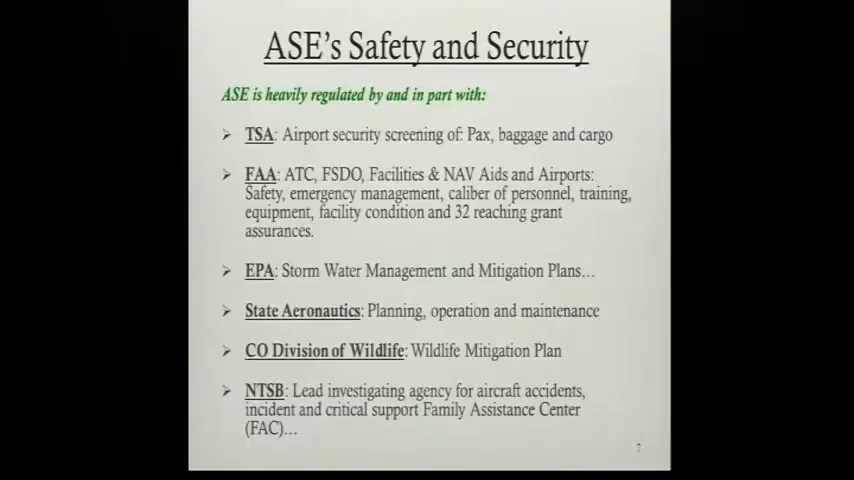 ASE's Safety and Security
ASE is heavily regulated by and in part with:
➢ TSA: Airport security screening of: Pax, baggage and cargo
➢ FAA: ATC, FSDO, Facilities & NAV Aids and Airports:
Safety, emergency management, caliber of personnel, training,
equipment, facility condition and 32 reaching grant
assurances.
➢ EPA: Storm Water Management and Mitigation Plans…
➢ State Aeronautics: Planning, operation and maintenance
➢ CO Division of Wildlife: Wildlife Mitigation Plan
➢ NTSB: Lead investigating agency for aircraft accidents,
incident and critical support Family Assistance Center
(FAC)…
7